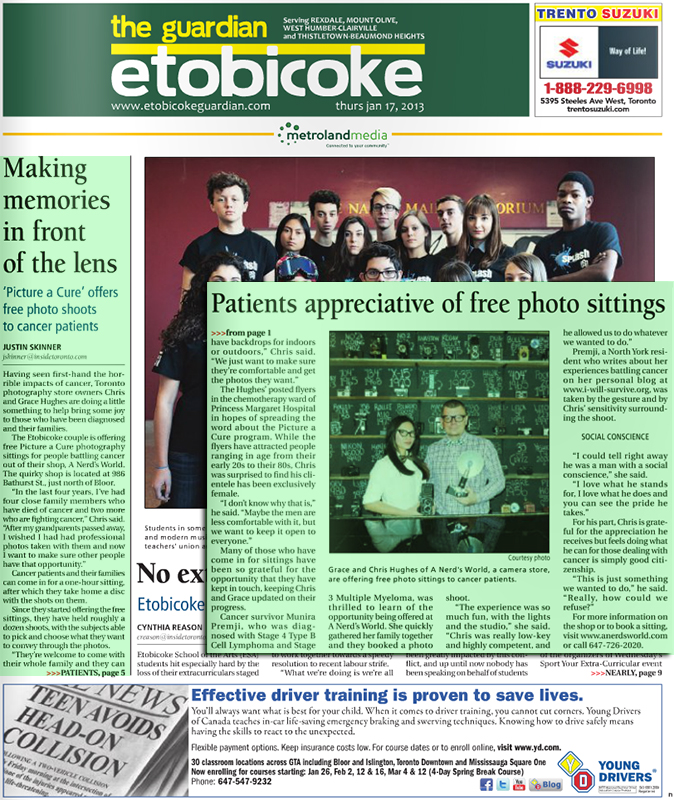 the guardian
etobicoke
Serving REXDALE, MOUNT OLIVE,
WEST HUMBER-CLAIRVILLE
and THISTLETOWN-BEAUMOND HEIGHTS
www.etobicokeguardian.com
thurs jan 17, 2013
TRENTO SUZUKI
SUZUKI
Way of Life!
1-888-229-6998
5395 Steeles Ave West, Toronto
trentosuzuki.com
metrolandmedia
Connected to your community
Making
memories
in front
of the lens
'Picture a Cure' offers
free photo shoots
to cancer patients
JUSTIN SKINNER
jskinner@insidetoronto.com
Having seen first-hand the hor-
rible impacts of cancer, Toronto
photography store owners Chris
and Grace Hughes are doing a little
something to help bring some joy
to those who have been diagnosed
and their families.
The Etobicoke couple is offering
free Picture a Cure photography
sittings for people battling cancer
out of their shop, A Nerd's World.
The quirky shop is located at 986
Bathurst St., just north of Bloor.
"In the last four years, I've had
four close family members who
have died of cancer and two more
who are fighting cancer," Chris said.
"After my grandparents passed away,
I wished I had had professional
photos taken with them and now
I want to make sure other people
have that opportunity."
Cancer patients and their families
can come in for a one-hour sitting,
after which they take home a disc
with the shots on them.
Since they started offering the free
sittings, they have held roughly a
dozen shoots, with the subjects able
to pick and choose what they want
to convey through the photos.
"They're welcome to come with
their whole family and they can
>>>PATIENTS, page 5
SPLASH
Students in some
and modern mus
teachers' union a
No ex
Etobicoke
CYNTHIA REASON
creason@insidetoronto
Etobicoke School of the Arts (ESA)
students hit especially hard by the
loss of their extracurriculars staged
to work together towards a speedy
resolution to recent labour strife.
"What we're doing is we're all
been greatly impacted by this con-
flict, and up until now nobody has
been speaking on behalf of students
of the organizers of Wednesday's
Sport Your Extra-Curricular event
>>>NEARLY, page 9
Patients appreciative of free photo sittings
>>>from page 1
have backdrops for indoors
or outdoors," Chris said.
"We just want to make sure
they're comfortable and get
the photos they want."
The Hughes' posted flyers
in the chemotherapy ward of
Princess Margaret Hospital
in hopes of spreading the
word about the Picture a
Cure program. While the
flyers have attracted people
ranging in age from their
early 20s to their 80s, Chris
was surprised to find his cli-
entele has been exclusively
female.
"I don't know why that is,"
he said. "Maybe the men are
less comfortable with it, but
we want to keep it open to
everyone."
Many of those who have
come in for sittings have
been so grateful for the
opportunity that they have
kept in touch, keeping Chris
and Grace updated on their
progress.
Cancer survivor Munira
Premji, who was diag-
nosed with Stage 4 Type B
Cell Lymphoma and Stage
Courtesy photo
Grace and Chris Hughes of A Nerd's World, a camera store,
are offering free photo sittings to cancer patients.
3 Multiple Myeloma, was
thrilled to learn of the
opportunity being offered at
A Nerd's World. She quickly
gathered her family together
and they booked a photo
shoot.
"The experience was so
much fun, with the lights
and the studio," she said.
"Chris was really low-key
and highly competent, and
he allowed us to do whatever
we wanted to do."
Premji, a North York resi-
dent who writes about her
experiences battling cancer
on her personal blog at
www.i-will-survive.org, was
taken by the gesture and by
Chris' sensitivity surround-
ing the shoot.
SOCIAL CONSCIENCE
"I could tell right away
he was a man with a social
conscience," she said.
"I love what he stands
for, I love what he does and
you can see the pride he
takes."
For his part, Chris is grate-
ful for the appreciation he
receives but feels doing what
he can for those dealing with
cancer is simply good citi-
zenship.
"This is just something
we wanted to do," he said.
"Really, how could we
refuse?"
For more information on
the shop or to book a sitting,
visit www.anerdsworld.com
or call 647-726-2020.
NEWS
TEEN AVOIDS
HEAD-ON
COLLISION
Effective driver training is proven to save lives.
You'll always want what is best for your child. When it comes to driver training, you cannot cut corners. Young Drivers
of Canada teaches in-car life-saving emergency braking and swerving techniques. Knowing how to drive safely means
having the skills to react to the unexpected.
Flexible payment options. Keep insurance costs low. For course dates or to enroll online, visit www.yd.com.
30 classroom locations across GTA including Bloor and Islington, Toronto Downtown and Mississauga Square One
Now enrolling for courses starting: Jan 26, Feb 2, 12 & 16, Mar 4 & 12 (4-Day Spring Break Course)
Phone: 647-547-9232
You Tube
Blog
Y D
YOUNG
DRIVERS